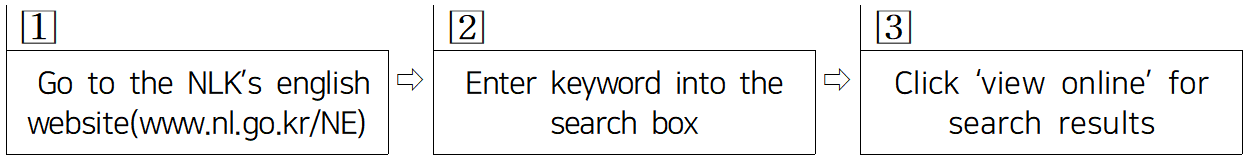 1
Go to the NLK's english
website(www.nl.go.kr/NE)
⇨
2
Enter keyword into the
search box
⇨
3
Click ‘view online’ for
search results